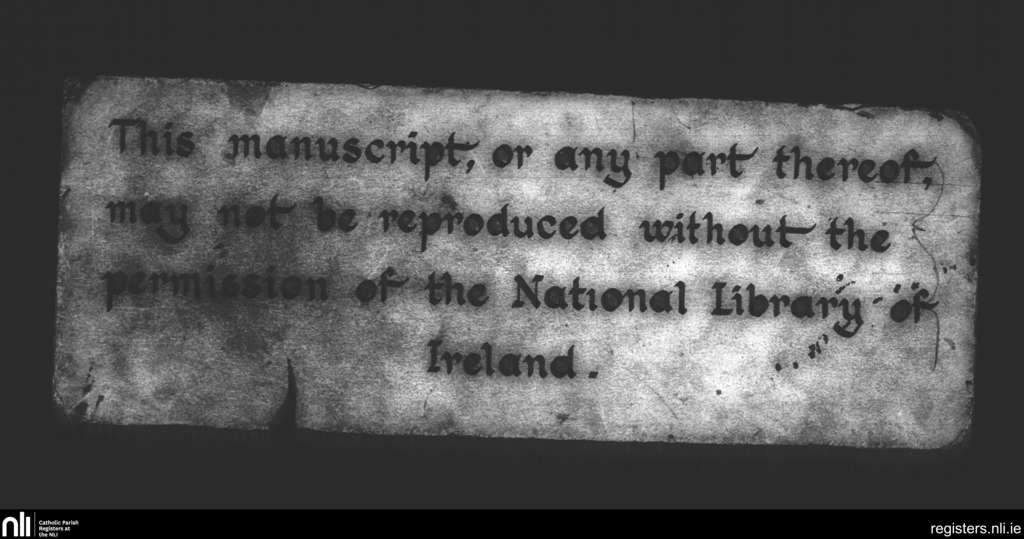 This manuscript, or any part thereof,
may not be reproduced without the
permission of the National Library of
Ireland.
nli
Catholic Parish
Registers at
the NLI
registers.nli.ie